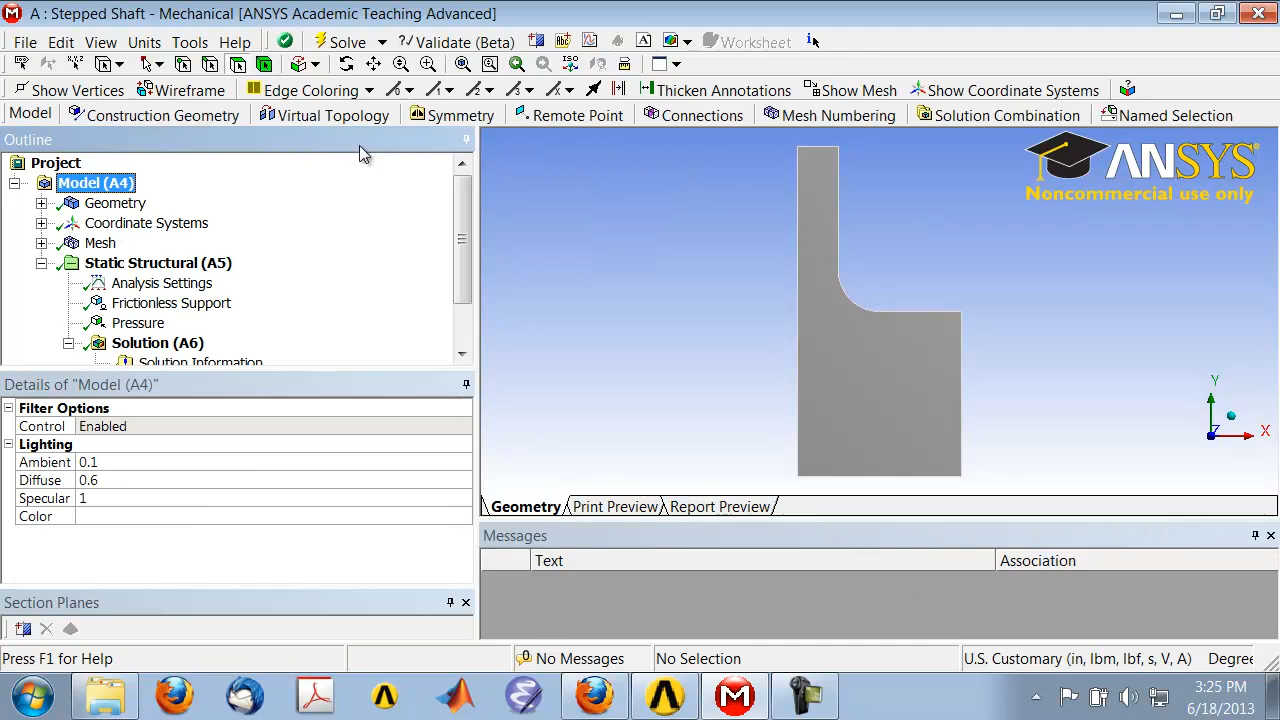 A : Stepped Shaft - Mechanical [ANSYS Academic Teaching Advanced]
File Edit View Units Tools Help Solve ?/Validate (Beta) Worksheet
Show Vertices Wireframe Edge Coloring Thicken Annotations Show Mesh Show Coordinate Systems
Model Construction Geometry Virtual Topology Symmetry Remote Point Connections Mesh Numbering Solution Combination Named Selection
Outline
Project
Model (A4)
Geometry
Coordinate Systems
Mesh
Static Structural (A5)
Analysis Settings
Frictionless Support
Pressure
Solution (A6)
Solution Information
Details of "Model (A4)"
Filter Options
Control Enabled
Lighting
Ambient 0.1
Diffuse 0.6
Specular 1
Color
Section Planes
ANSYS
Noncommercial use only
Y
Z X
Geometry Print Preview Report Preview
Messages
Text Association
Press F1 for Help No Messages No Selection U.S. Customary (in, lbm, lbf, s, V, A) Degree
3:25 PM
6/18/2013